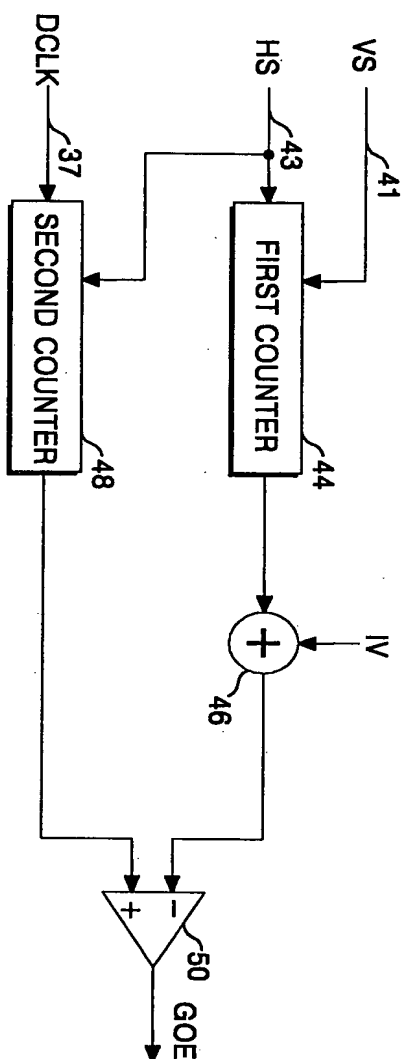 VS
41
HS
43
FIRST COUNTER
44
IV
+
46
DCLK
37
SECOND COUNTER
48
−
+
50
GOE